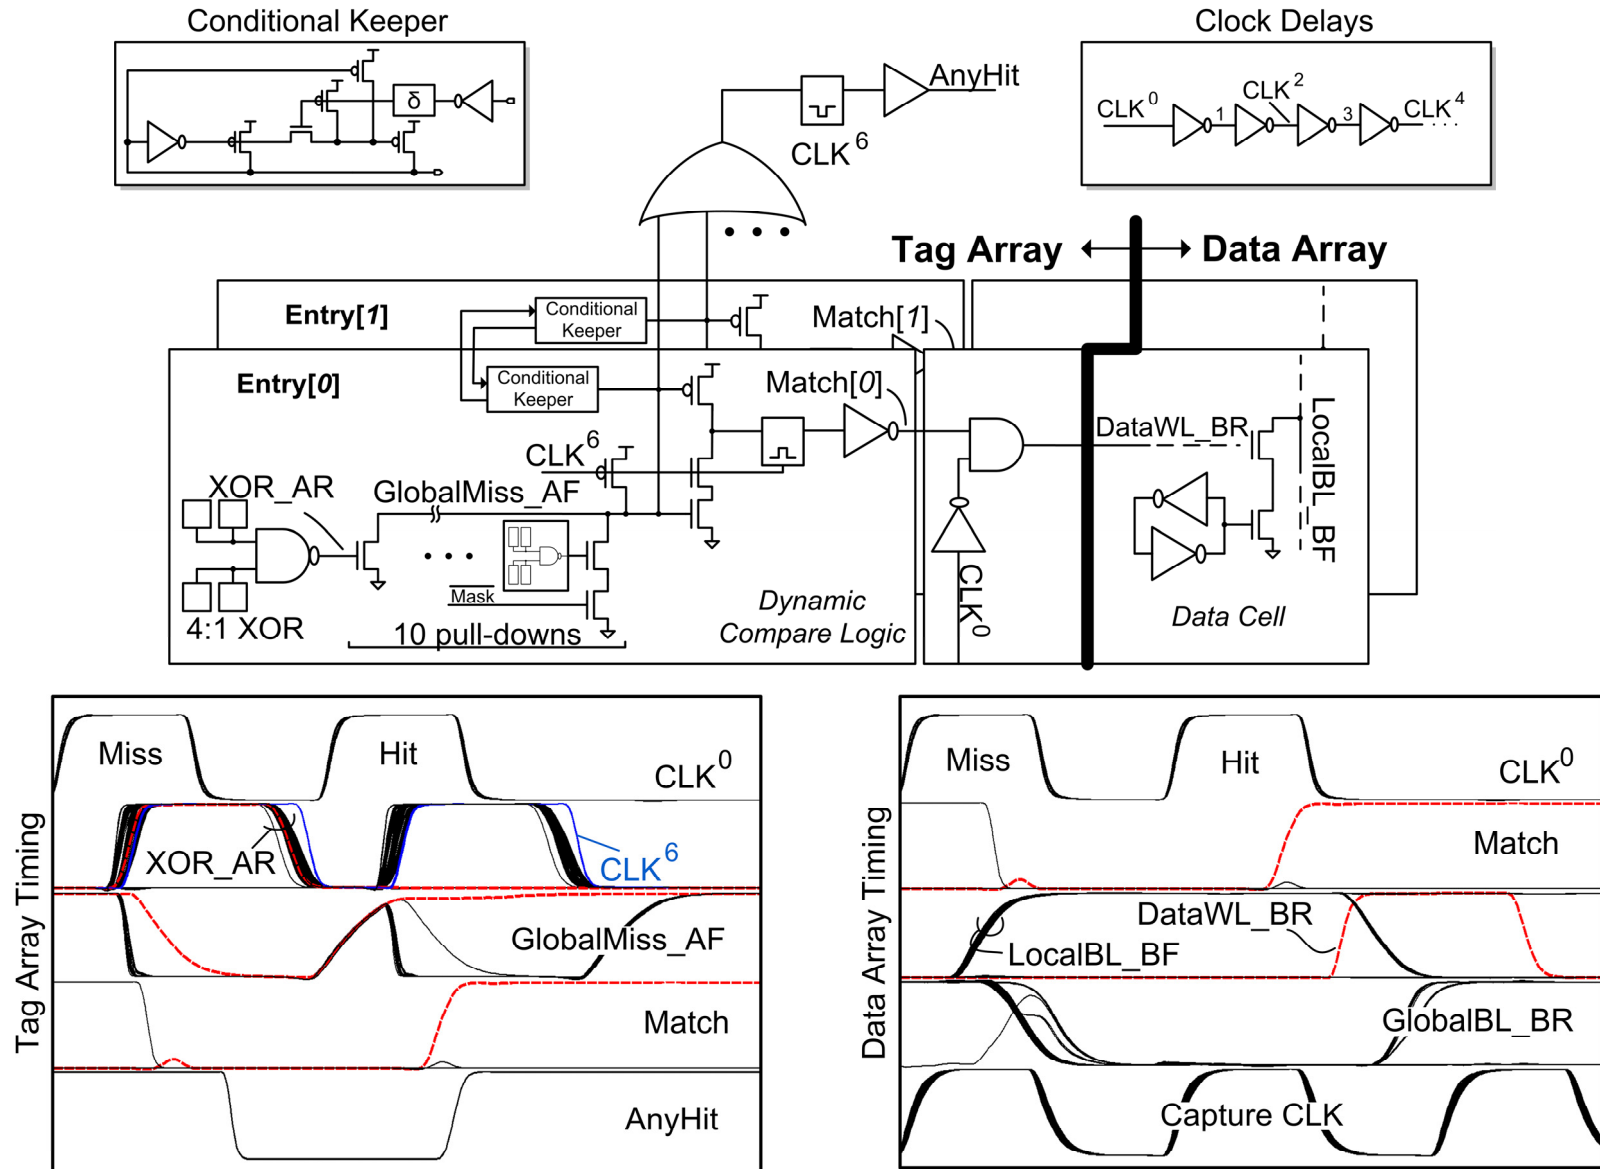 Conditional Keeper
Clock Delays
δ
AnyHit
CLK⁶
CLK⁰
1
CLK²
3
CLK⁴
. . .
• • •
Tag Array
Data Array
Entry[1]
Conditional
Keeper
Match[1]
Entry[0]
Conditional
Keeper
Match[0]
CLK⁶
XOR_AR
GlobalMiss_AF
DataWL_BR
LocalBL_BF
• • •
Mask
4:1 XOR
10 pull-downs
Dynamic
Compare Logic
CLK⁰
Data Cell
Tag Array Timing
Miss
Hit
CLK⁰
XOR_AR
CLK⁶
GlobalMiss_AF
Match
AnyHit
Data Array Timing
Miss
Hit
CLK⁰
Match
DataWL_BR
LocalBL_BF
GlobalBL_BR
Capture CLK